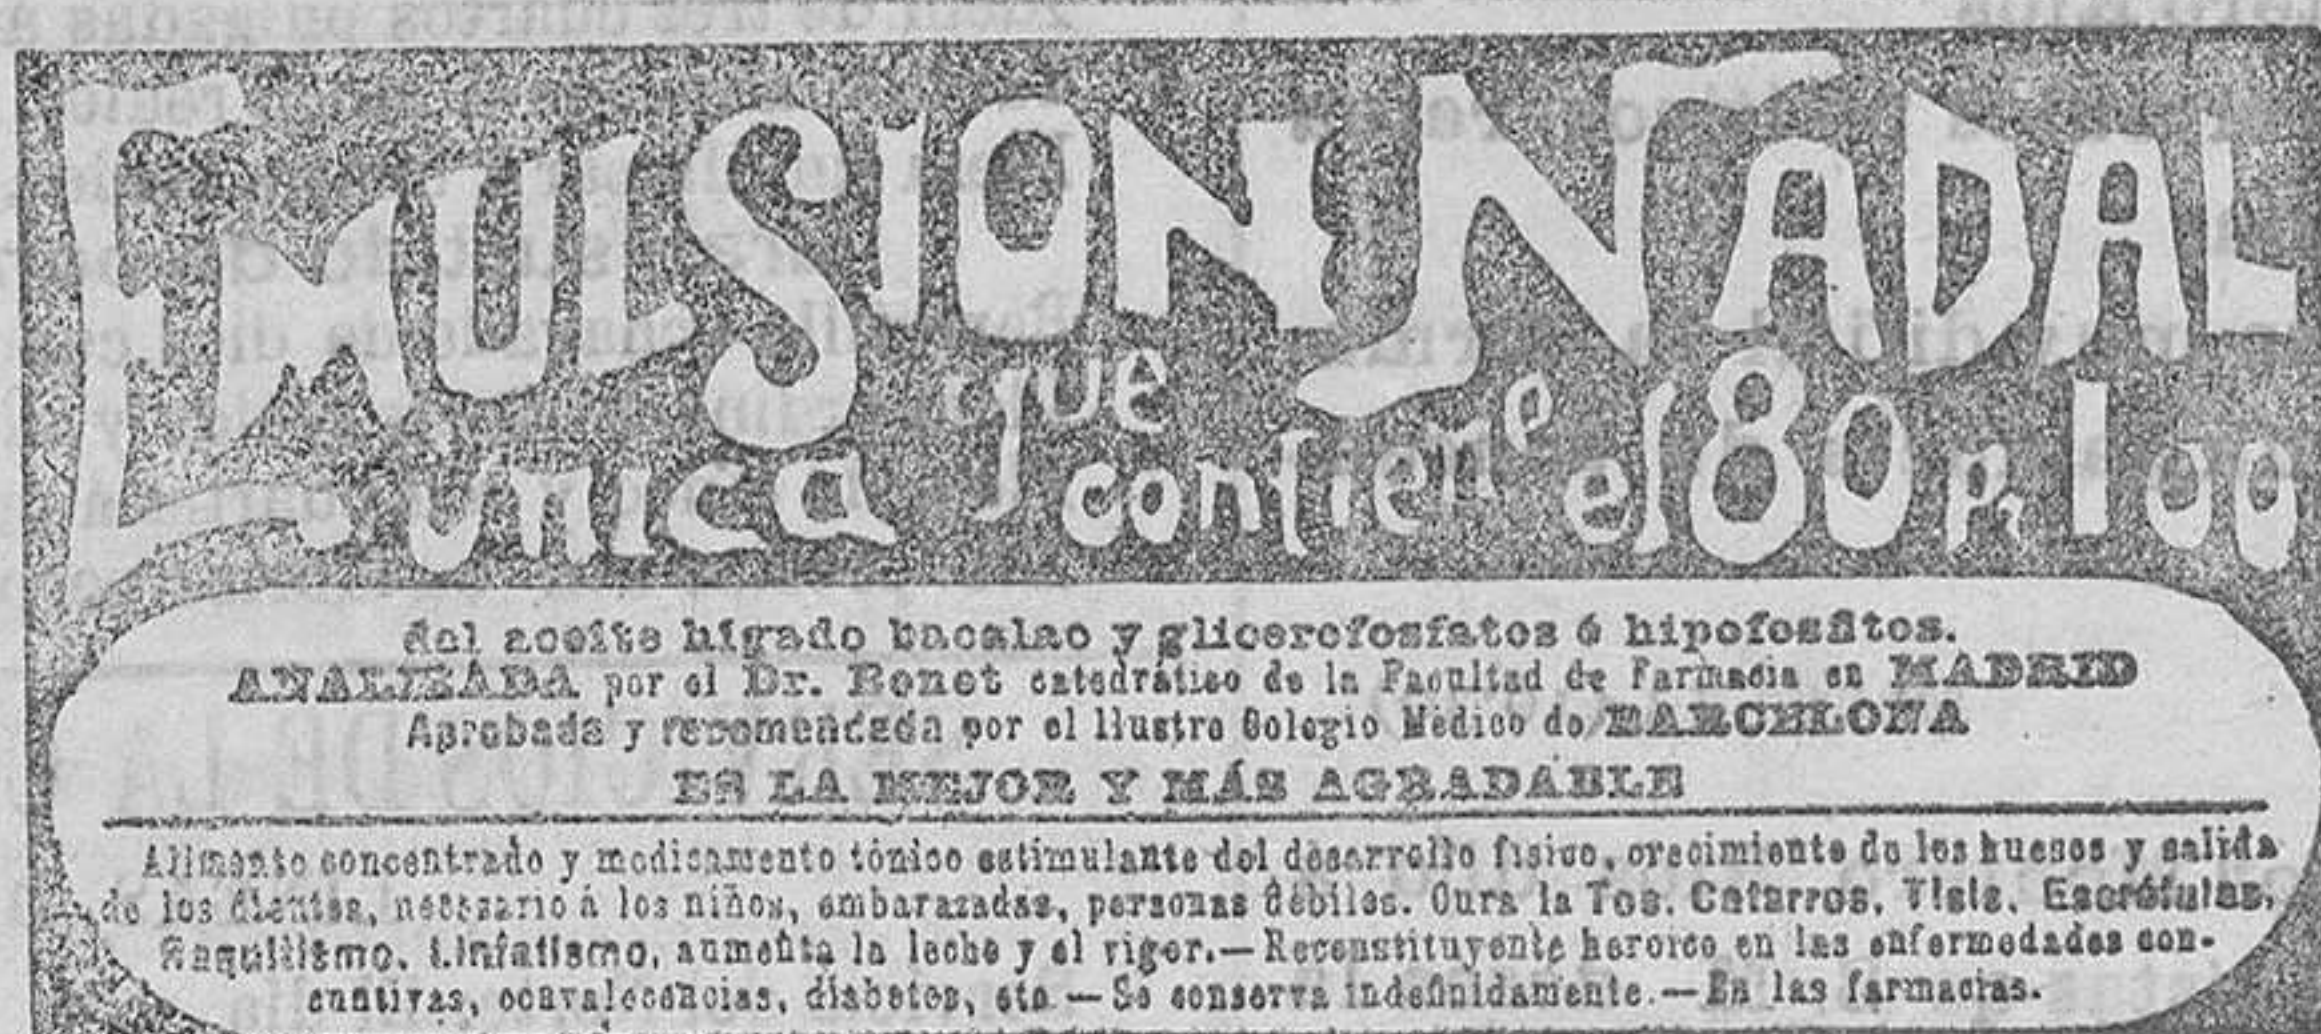 EMULSION NADAL
única que contiene el 80 p. 100
del aceite hígado bacalao y glicerofosfatos ó hipofosfitos.
ANALIZADA por el Dr. Bonet catedrático de la Facultad de Farmacia en MADRID
Aprobada y recomendada por el Ilustre Colegio Médico de BARCELONA
ES LA MEJOR Y MÁS AGRADABLE
Alimento concentrado y medicamento tónico estimulante del desarrollo físico, crecimiento de los huesos y salida
de los dientes, necesario á los niños, embarazadas, personas débiles. Cura la Tos, Catarros, Tisis, Escrófulas,
Raquitismo, Linfatismo, aumenta la leche y el vigor.—Reconstituyente heroico en las enfermedades con-
suntivas, convalecencias, diabetes, etc.—Se conserva indefinidamente.—En las farmacias.